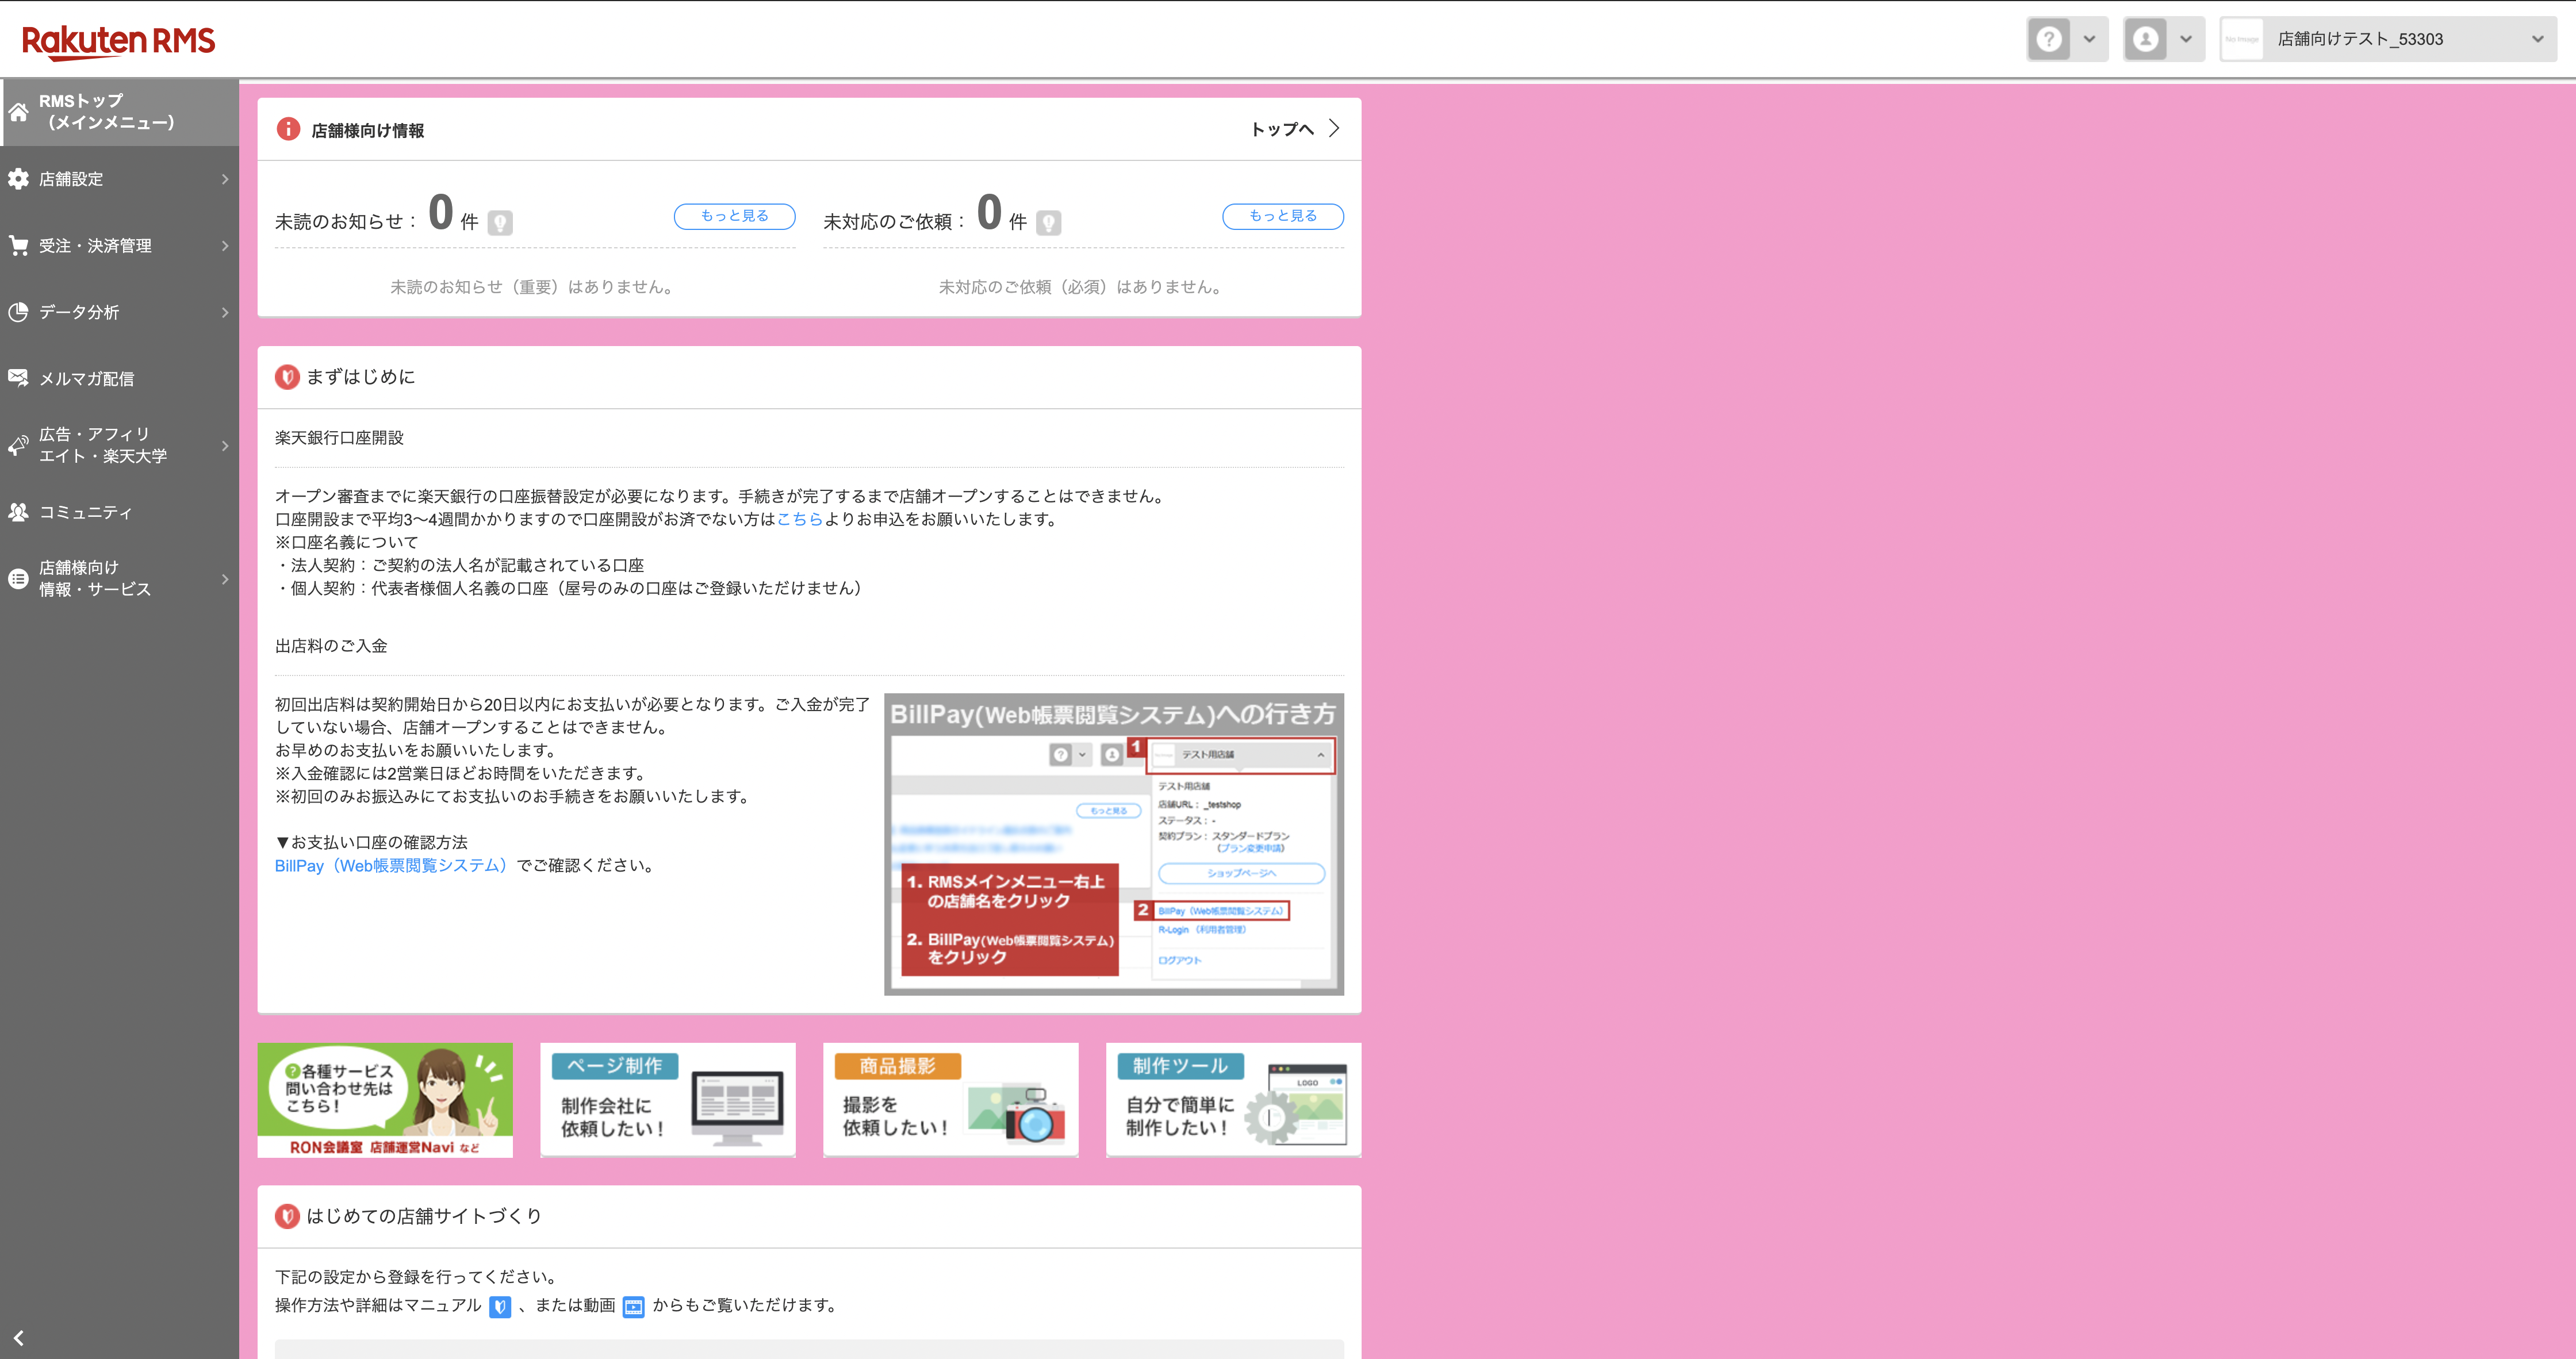 Rakuten RMS
No Image
店舗向けテスト_53303
RMSトップ
（メインメニュー）
店舗設定
受注・決済管理
データ分析
メルマガ配信
広告・アフィリ
エイト・楽天大学
コミュニティ
店舗様向け
情報・サービス
店舗様向け情報
トップへ
未読のお知らせ： 0 件
もっと見る
未対応のご依頼： 0 件
もっと見る
未読のお知らせ（重要）はありません。
未対応のご依頼（必須）はありません。
まずはじめに
楽天銀行口座開設
オープン審査までに楽天銀行の口座振替設定が必要になります。手続きが完了するまで店舗オープンすることはできません。
口座開設まで平均3〜4週間かかりますので口座開設がお済でない方はこちらよりお申込をお願いいたします。
※口座名義について
・法人契約：ご契約の法人名が記載されている口座
・個人契約：代表者様個人名義の口座（屋号のみの口座はご登録いただけません）
出店料のご入金
初回出店料は契約開始日から20日以内にお支払いが必要となります。ご入金が完了
していない場合、店舗オープンすることはできません。
お早めのお支払いをお願いいたします。
※入金確認には2営業日ほどお時間をいただきます。
※初回のみお振込みにてお支払いのお手続きをお願いいたします。
▼お支払い口座の確認方法
BillPay（Web帳票閲覧システム）でご確認ください。
BillPay(Web帳票閲覧システム)への行き方
1
テスト用店舗
テスト用店舗
店舗URL： _testshop
ステータス： -
契約プラン： スタンダードプラン
（プラン変更申請）
もっと見る
ショップページへ
2
BillPay（Web帳票閲覧システム）
R-Login （利用者管理）
ログアウト
1. RMSメインメニュー右上
の店舗名をクリック
2. BillPay(Web帳票閲覧システム)
をクリック
?各種サービス
問い合わせ先は
こちら！
RON会議室 店舗運営Navi など
ページ制作
制作会社に
依頼したい！
商品撮影
撮影を
依頼したい！
制作ツール
自分で簡単に
制作したい！
LOGO
はじめての店舗サイトづくり
下記の設定から登録を行ってください。
操作方法や詳細はマニュアル 、または動画 からもご覧いただけます。